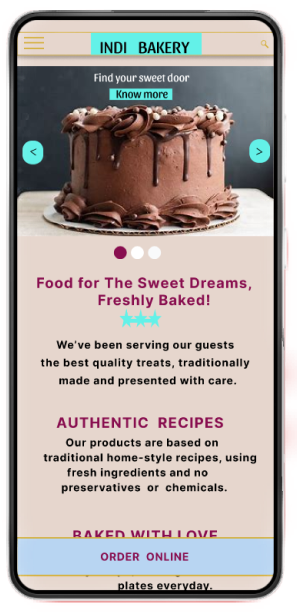 INDI BAKERY
Find your sweet door
Know more
< >
Food for The Sweet Dreams,
Freshly Baked!
We've been serving our guests
the best quality treats, traditionally
made and presented with care.
AUTHENTIC RECIPES
Our products are based on
traditional home-style recipes, using
fresh ingredients and no
preservatives or chemicals.
BAKED WITH LOVE
ORDER ONLINE
plates everyday.